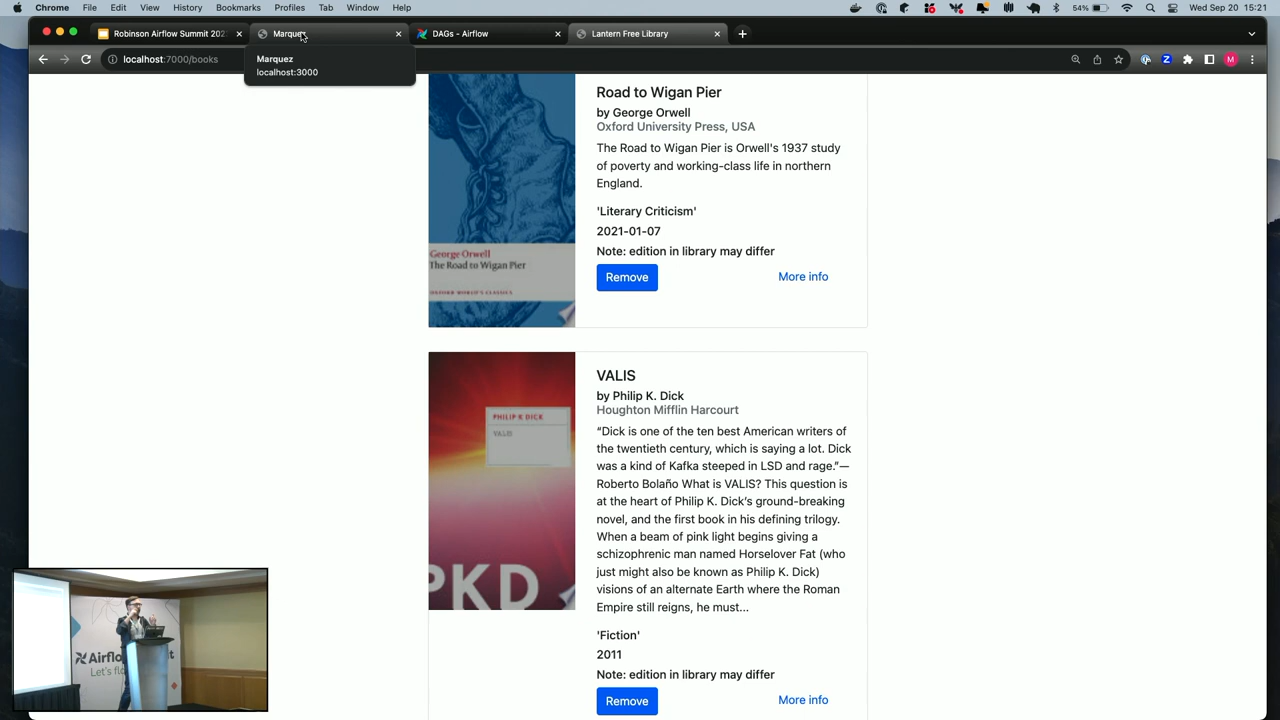 Chrome File Edit View History Bookmarks Profiles Tab Window Help 54% Wed Sep 20 15:21
Robinson Airflow Summit 202 Marquez DAGs - Airflow Lantern Free Library
localhost:7000/books
Marquez
localhost:3000
Road to Wigan Pier
by George Orwell
Oxford University Press, USA
The Road to Wigan Pier is Orwell's 1937 study
of poverty and working-class life in northern
England.
'Literary Criticism'
2021-01-07
Note: edition in library may differ
Remove More info
George Orwell
The Road to Wigan Pier
OXFORD WORLD'S CLASSICS
VALIS
by Philip K. Dick
Houghton Mifflin Harcourt
“Dick is one of the ten best American writers of
the twentieth century, which is saying a lot. Dick
was a kind of Kafka steeped in LSD and rage.”—
Roberto Bolaño What is VALIS? This question is
at the heart of Philip K. Dick’s ground-breaking
novel, and the first book in his defining trilogy.
When a beam of pink light begins giving a
schizophrenic man named Horselover Fat (who
just might also be known as Philip K. Dick)
visions of an alternate Earth where the Roman
Empire still reigns, he must...
'Fiction'
2011
Note: edition in library may differ
Remove More info
PHILIP K DICK
VALIS
PKD
Airflo
Let's flo